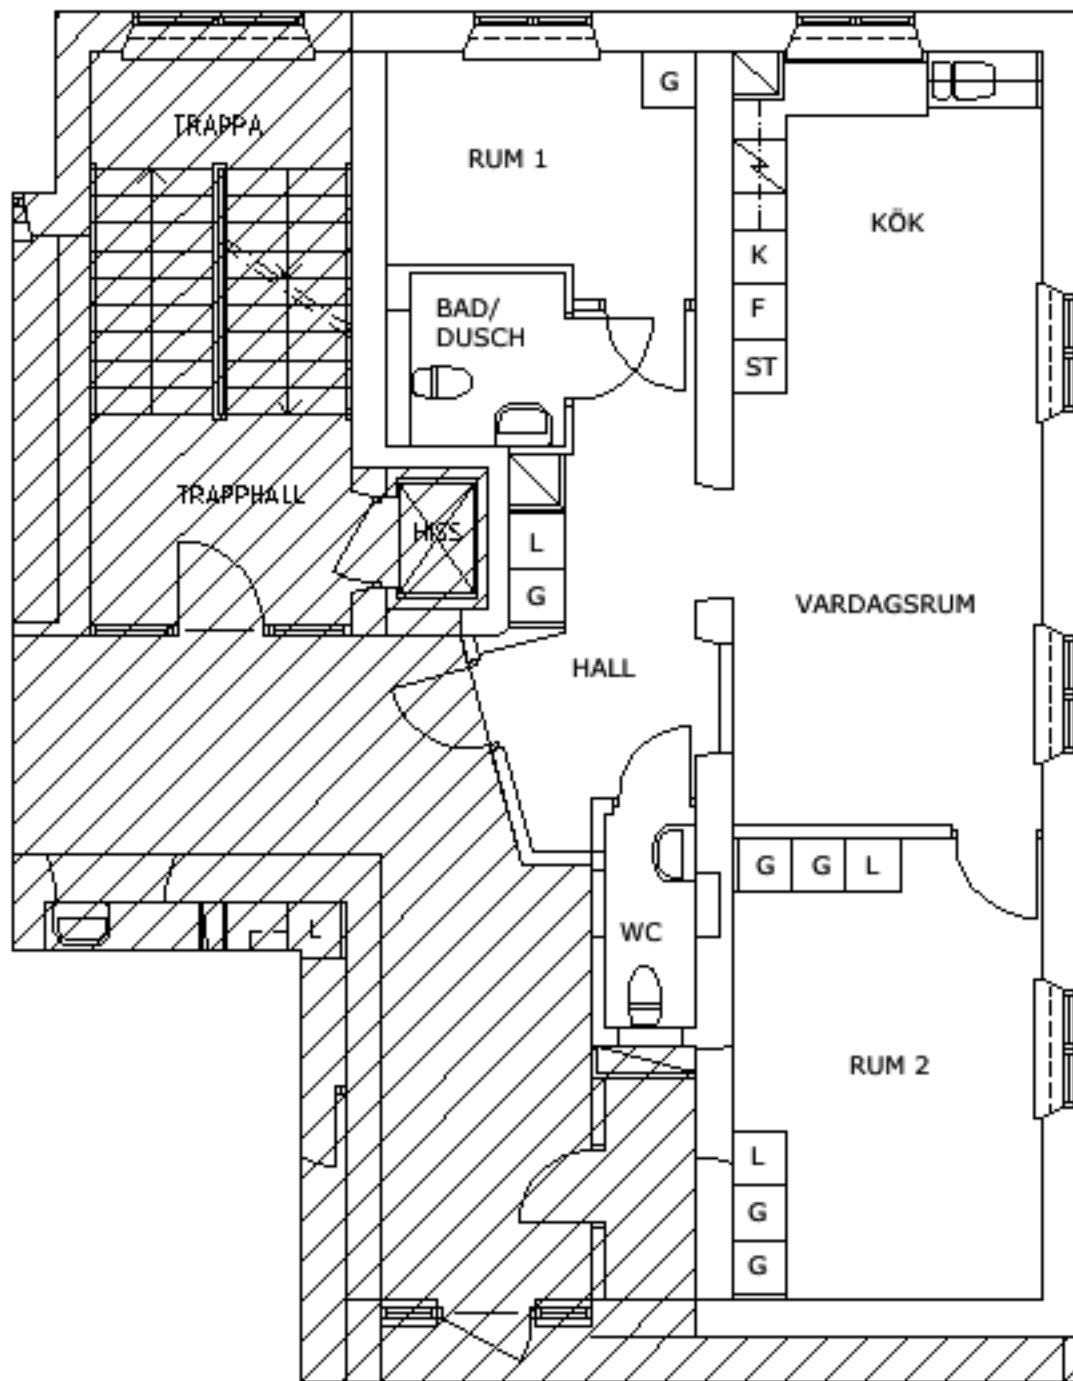 G
TRAPPA
RUM 1
KÖK
K
BAD/
DUSCH
F
ST
TRAPPHALL
HISS
L
G
VARDAGSRUM
HALL
G G L
L
WC
RUM 2
L
G
G